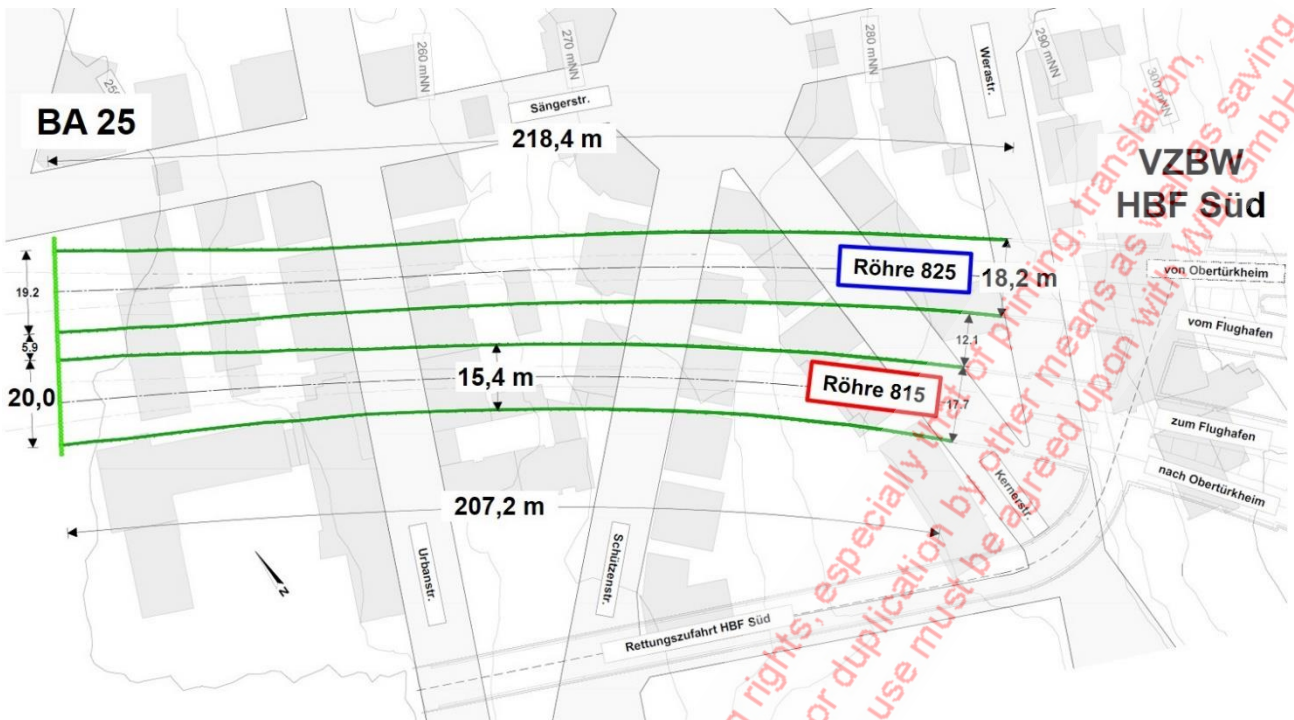 260 mNN
270 mNN
280 mNN
290 mNN
300 mNN
Werastr.
Sängerstr.
BA 25
218,4 m
VZBW
HBF Süd
Röhre 825
18,2 m
von Obertürkheim
19.2
vom Flughafen
5.9
12.1
20,0
15,4 m
Röhre 815
17.7
zum Flughafen
nach Obertürkheim
207,2 m
Kernerstr.
Urbanstr.
Schützenstr.
z
Rettungszufahrt HBF Süd
rights, especially that of printing, translation,
or duplication by other means as well as saving
use must be agreed upon with WBI GmbH